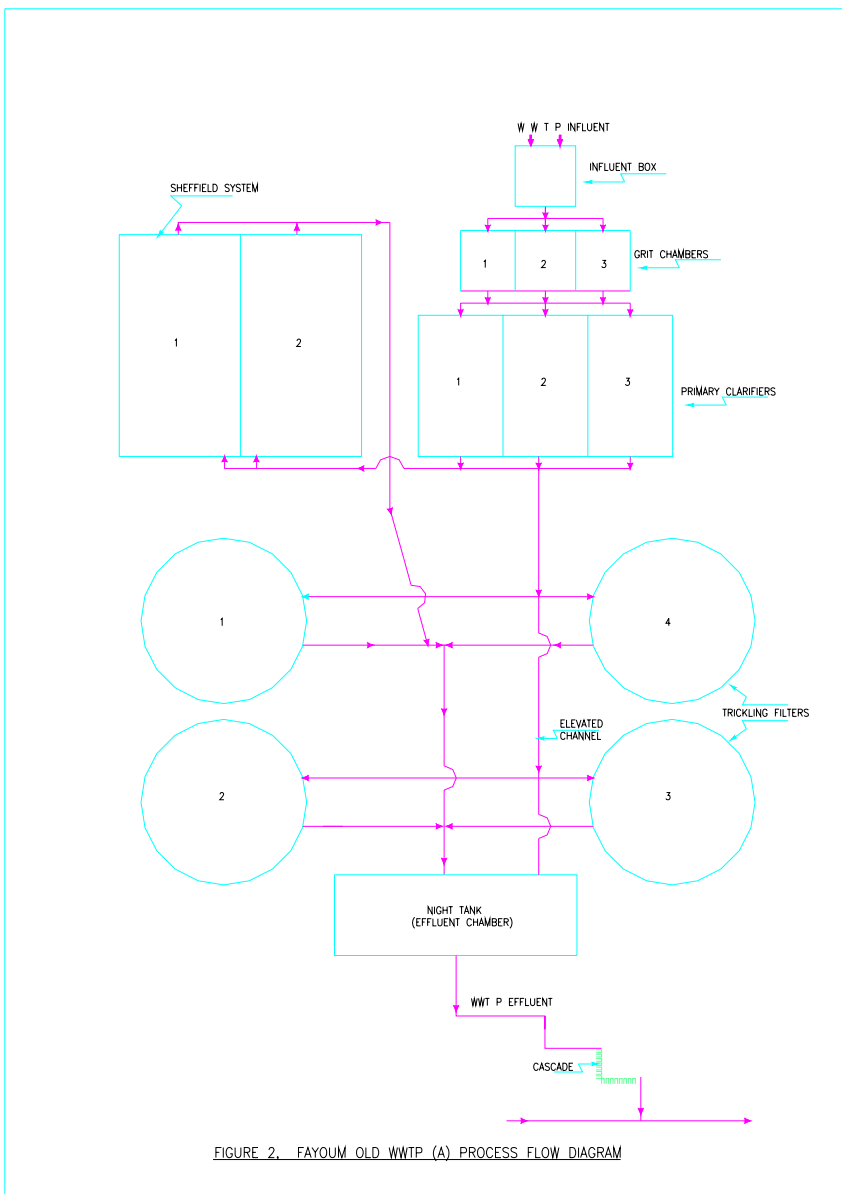 W W T P INFLUENT
INFLUENT BOX
SHEFFIELD SYSTEM
GRIT CHAMBERS
1
2
3
1
2
1
2
3
PRIMARY CLARIFIERS
1
4
TRICKLING FILTERS
ELEVATED
CHANNEL
2
3
NIGHT TANK
(EFFLUENT CHAMBER)
WWT P EFFLUENT
CASCADE
FIGURE 2, FAYOUM OLD WWTP (A) PROCESS FLOW DIAGRAM